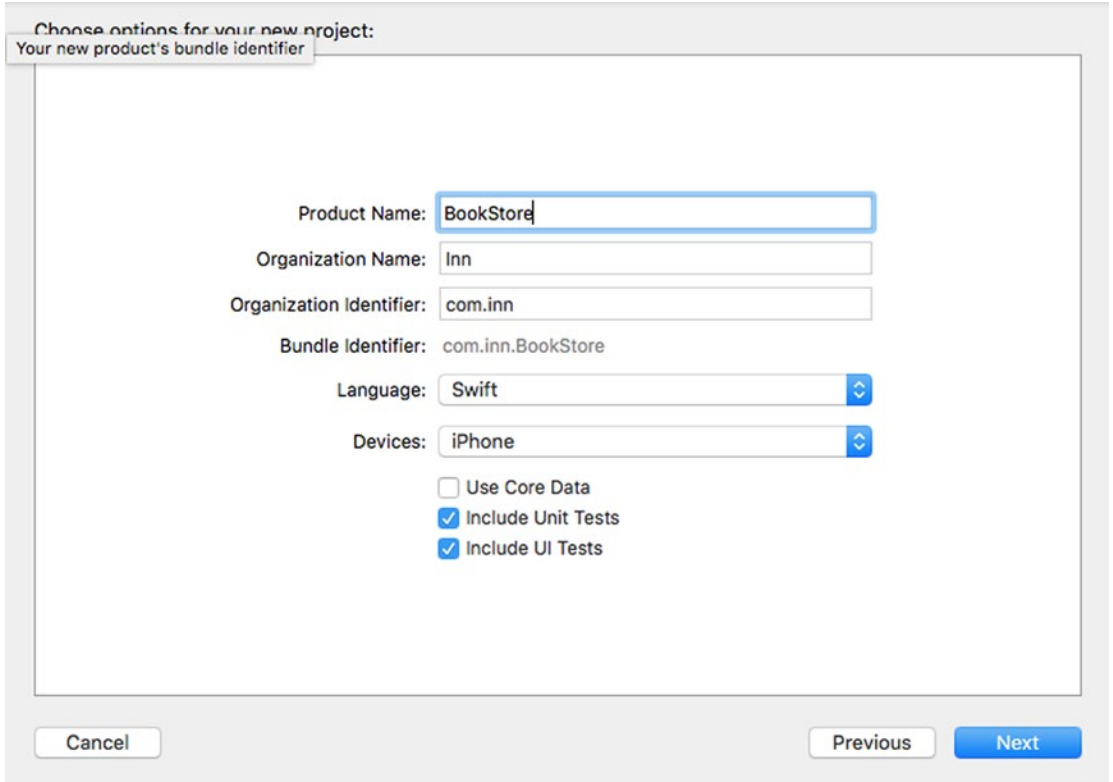 Choose options for your new project:
Your new product's bundle identifier
Product Name: BookStore
Organization Name: Inn
Organization Identifier: com.inn
Bundle Identifier: com.inn.BookStore
Language: Swift
Devices: iPhone
Use Core Data
Include Unit Tests
Include UI Tests
Cancel Previous Next